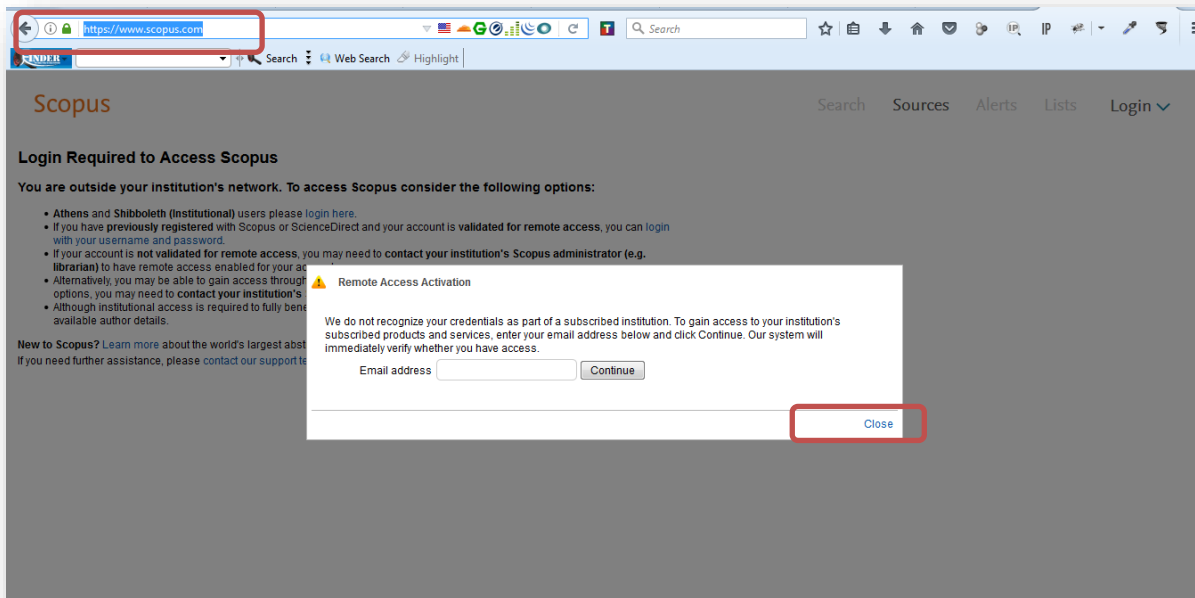 https://www.scopus.com
Search
FINDER
Search
Web Search
Highlight
Scopus
Search
Sources
Alerts
Lists
Login
Login Required to Access Scopus
You are outside your institution's network. To access Scopus consider the following options:
Athens and Shibboleth (Institutional) users please login here.
If you have previously registered with Scopus or ScienceDirect and your account is validated for remote access, you can login
with your username and password.
If your account is not validated for remote access, you may need to contact your institution's Scopus administrator (e.g.
librarian) to have remote access enabled for your
Alternatively, you may be able to gain access through
options, you may need to contact your institution's
Although institutional access is required to fully
available author details.
New to Scopus? Learn more about the world's largest
If you need further assistance, please contact our support
Remote Access Activation
We do not recognize your credentials as part of a subscribed institution. To gain access to your institution's
subscribed products and services, enter your email address below and click Continue. Our system will
immediately verify whether you have access.
Email address
Continue
Close